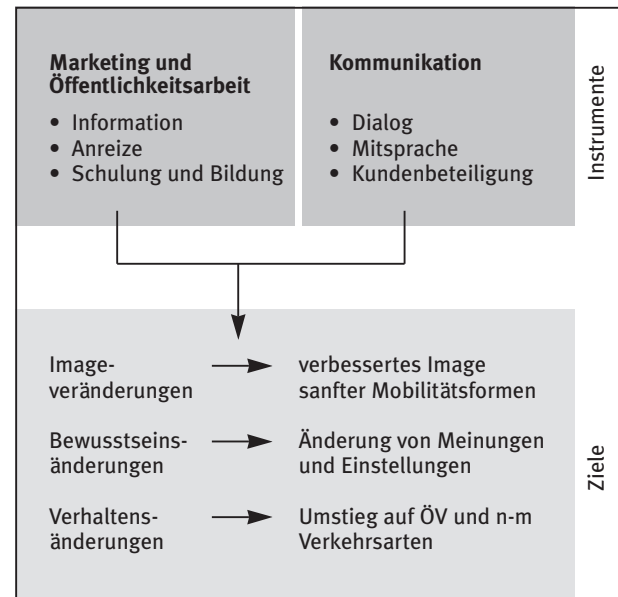 Marketing und
Öffentlichkeitsarbeit
• Information
• Anreize
• Schulung und Bildung
Kommunikation
• Dialog
• Mitsprache
• Kundenbeteiligung
Instrumente
Image-
veränderungen
verbessertes Image
sanfter Mobilitätsformen
Bewusstseins-
änderungen
Änderung von Meinungen
und Einstellungen
Verhaltens-
änderungen
Umstieg auf ÖV und n-m
Verkehrsarten
Ziele